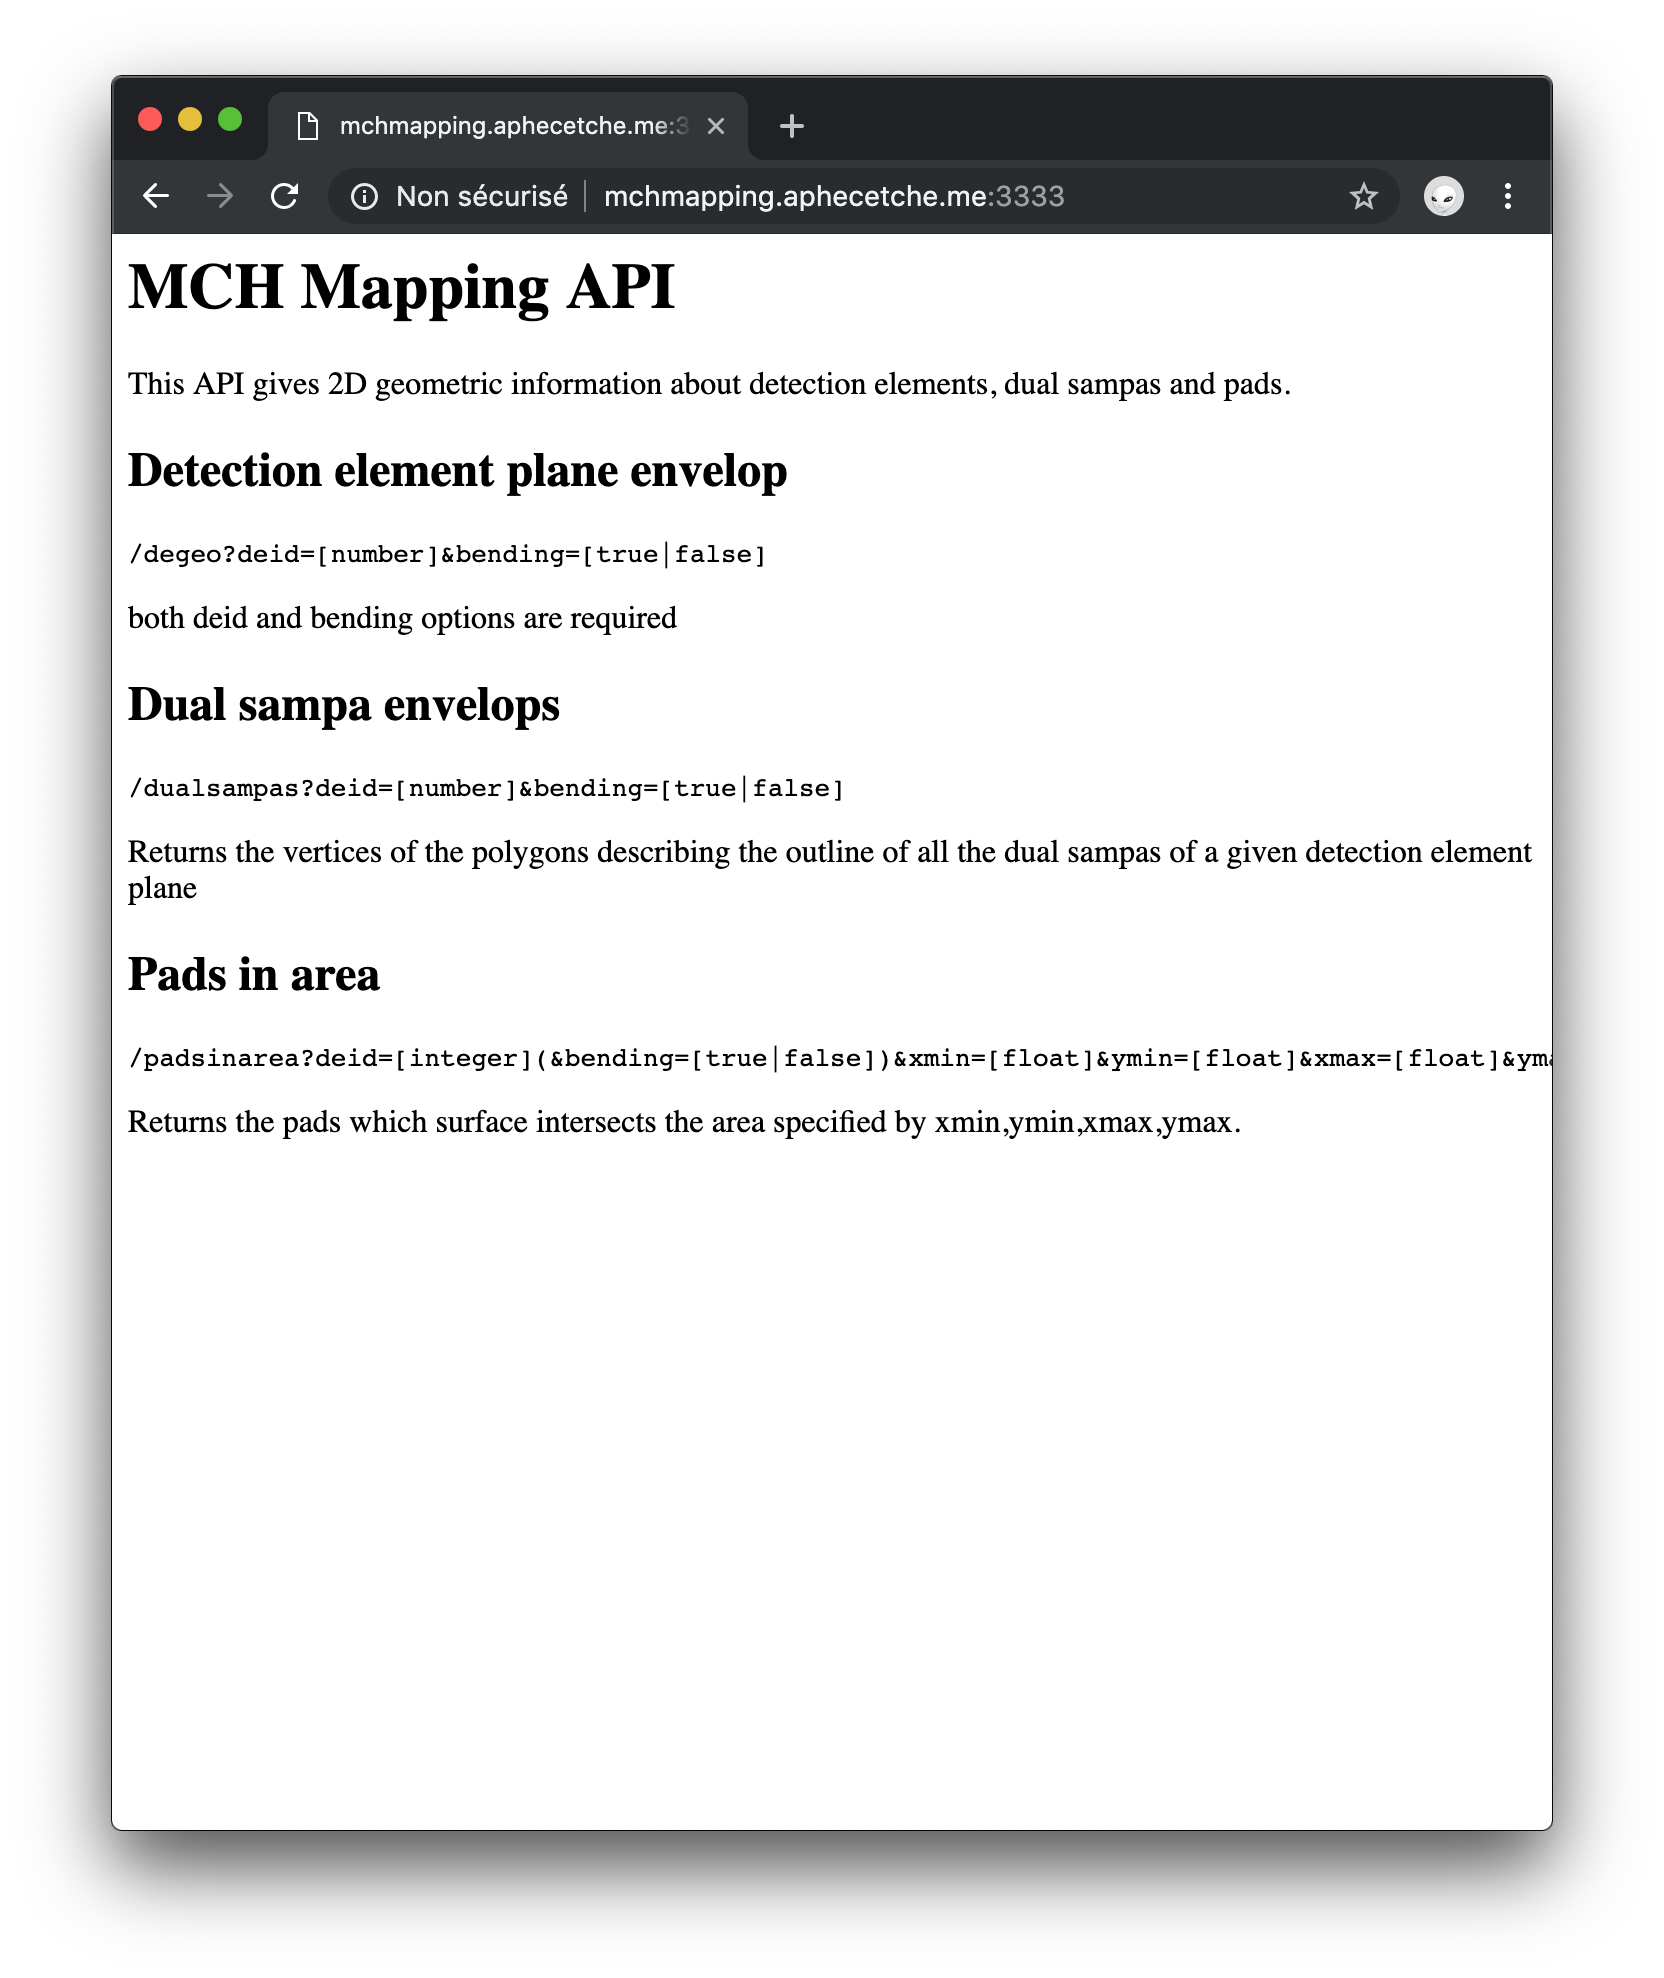 mchmapping.aphecetche.me:3
Non sécurisé mchmapping.aphecetche.me:3333
MCH Mapping API
This API gives 2D geometric information about detection elements, dual sampas and pads.
Detection element plane envelop
/degeo?deid=[number]&bending=[true|false]
both deid and bending options are required
Dual sampa envelops
/dualsampas?deid=[number]&bending=[true|false]
Returns the vertices of the polygons describing the outline of all the dual sampas of a given detection element
plane
Pads in area
/padsinarea?deid=[integer](&bending=[true|false])&xmin=[float]&ymin=[float]&xmax=[float]&yma
Returns the pads which surface intersects the area specified by xmin,ymin,xmax,ymax.